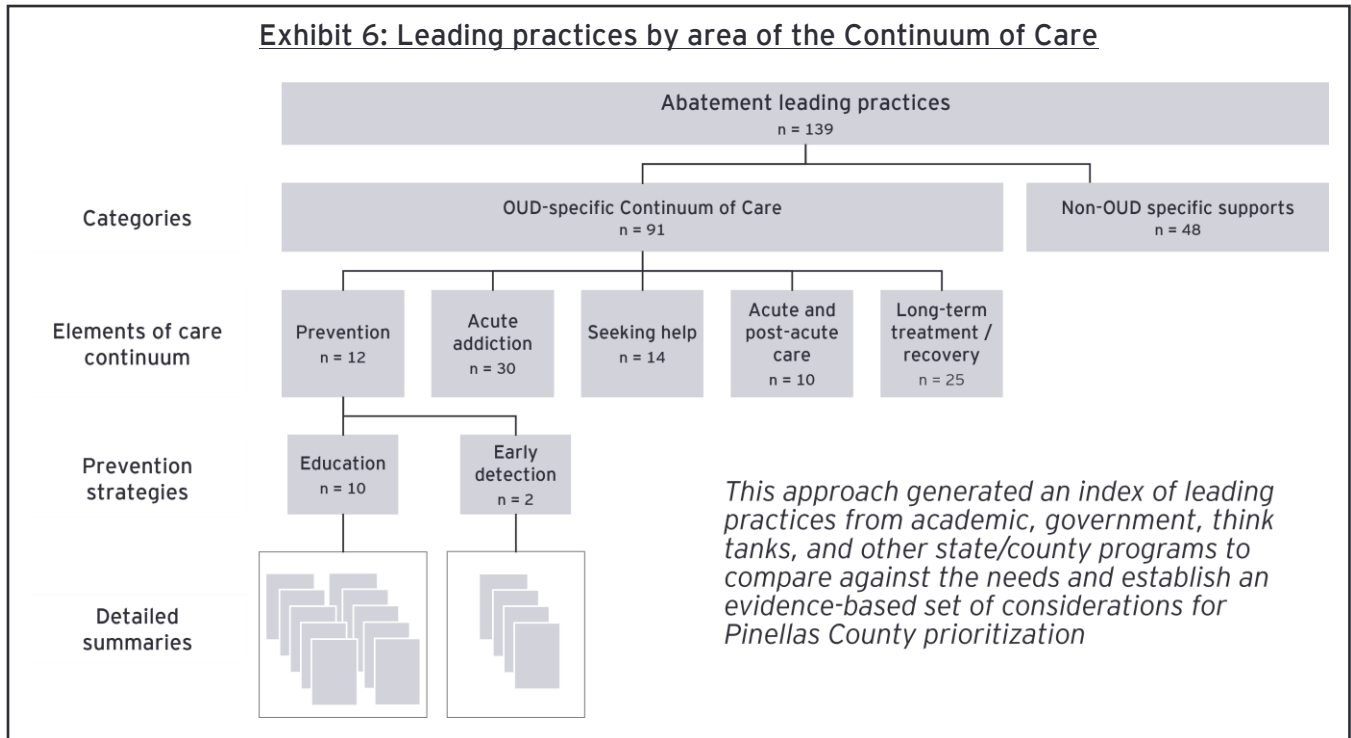 Exhibit 6: Leading practices by area of the Continuum of Care
Abatement leading practices
n = 139
Categories
OUD-specific Continuum of Care
n = 91
Non-OUD specific supports
n = 48
Elements of care
continuum
Prevention
n = 12
Acute
addiction
n = 30
Seeking help
n = 14
Acute and
post-acute
care
n = 10
Long-term
treatment /
recovery
n = 25
Prevention
strategies
Education
n = 10
Early
detection
n = 2
This approach generated an index of leading
practices from academic, government, think
tanks, and other state/county programs to
compare against the needs and establish an
evidence-based set of considerations for
Pinellas County prioritization
Detailed
summaries